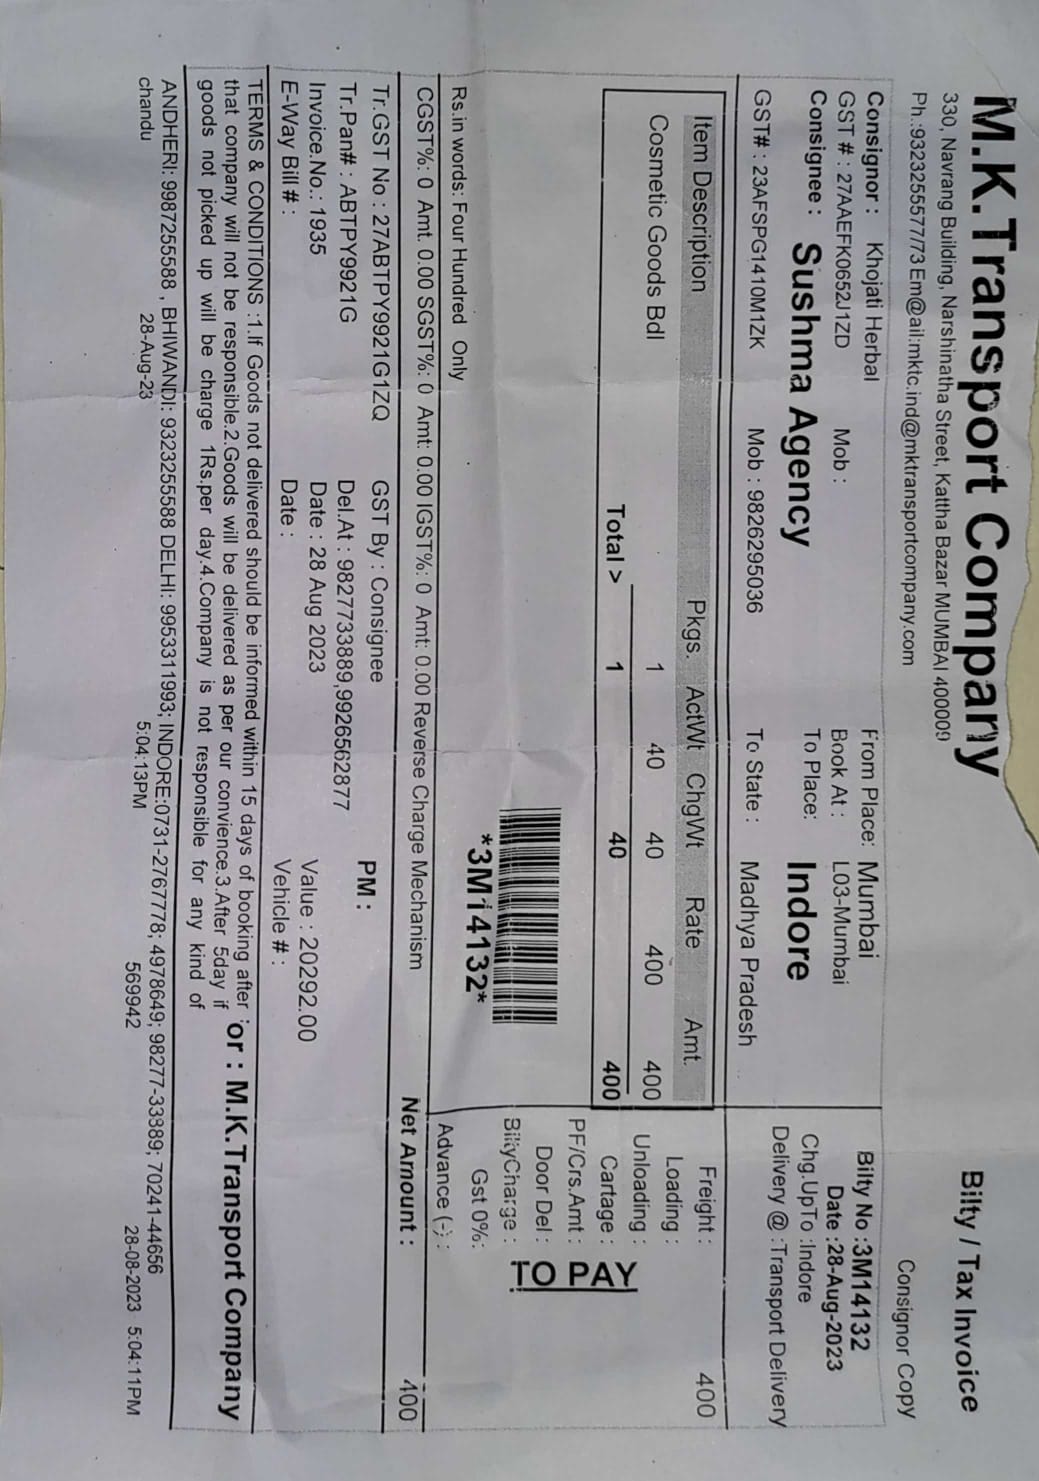 M.K.Transport Company
Bilty / Tax Invoice
330, Navrang Building, Narshinatha Street, Kattha Bazar MUMBAI 400009
Ph.:9323255577/73 Em@ail:mktc.ind@mktransportcompany.com
Consignor Copy
Consignor : Khojati Herbal From Place: Mumbai Bilty No :3M14132
GST # : 27AAEFK0652J1ZD Mob : Book At : L03-Mumbai Date :28-Aug-2023
Consignee : Sushma Agency To Place: Indore Chg.UpTo :Indore
GST# : 23AFSPG1410M1ZK Mob : 9826295036 To State : Madhya Pradesh Delivery @ :Transport Delivery
Item Description Pkgs. ActWt ChgWt Rate Amt. Freight : 400
Cosmetic Goods Bdl 1 40 40 400 400 Loading :
Unloading :
Total > 1 40 400 Cartage :
PF/Crs.Amt :
Door Del :
TO PAY
BiltyCharge :
*3M14132* Gst 0%:
Rs.in words: Four Hundred Only Advance (-) :
CGST%: 0 Amt. 0.00 SGST%: 0 Amt: 0.00 IGST%: 0 Amt: 0.00 Reverse Charge Mechanism Net Amount : 400
Tr.GST No : 27ABTPY9921G1ZQ GST By : Consignee PM :
Tr.Pan# : ABTPY9921G Del.At : 9827733889,9926562877
Invoice.No.: 1935 Date : 28 Aug 2023 Value : 20292.00
E-Way Bill # : Date : Vehicle # :
TERMS & CONDITIONS :1.If Goods not delivered should be informed within 15 days of booking after
that company will not be responsible.2.Goods will be delivered as per our convience.3.After 5day if
goods not picked up will be charge 1Rs.per day.4.Company is not responsible for any kind of
or : M.K.Transport Company
ANDHERI: 9987255588 , BHIWANDI: 9323255588 DELHI: 9953311993; INDORE:0731-2767778; 4978649; 98277-33889; 70241-44656
chandu 28-Aug-23 5:04:13PM 569942 28-08-2023 5:04:11PM